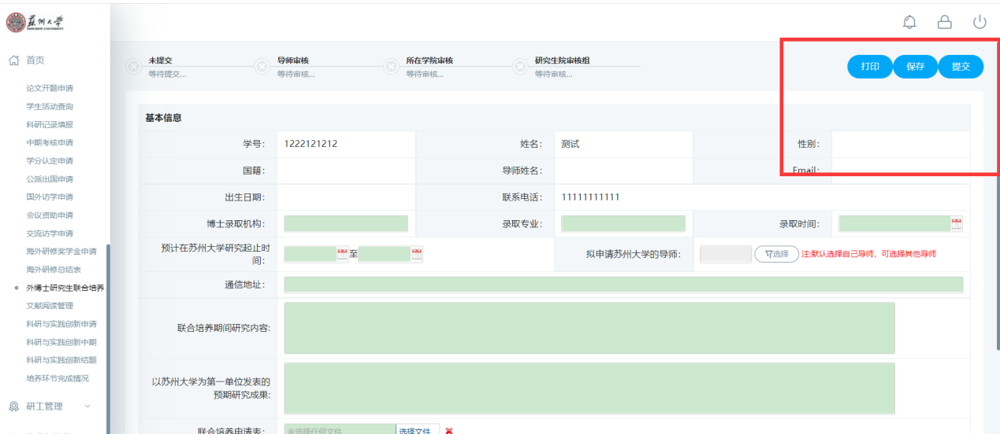 蘇州大学
SOOCHOW UNIVERSITY
首页
论文开题申请
学生活动查询
科研记录填报
中期考核申请
学分认定申请
公派出国申请
国外访学申请
会议资助申请
交流访学申请
海外研修奖学金申请
海外研修总结表
外博士研究生联合培养
文献阅读管理
科研与实践创新申请
科研与实践创新中期
科研与实践创新结题
培养环节完成情况
研工管理
未提交
等待提交...
导师审核
等待审核...
所在学院审核
等待审核...
研究生院审核组
等待审核...
打印 保存 提交
基本信息
学号: 1222121212 姓名: 测试 性别:
国籍: 导师姓名: Email:
出生日期: 联系电话: 11111111111
博士录取机构: 录取专业: 录取时间:
预计在苏州大学研究起止时
间:
至
拟申请苏州大学的导师: 选择 注:默认选择自己导师，可选择其他导师
通信地址:
联合培养期间研究内容:
以苏州大学为第一单位发表的
预期研究成果:
联合培养申请表: 未选择任何文件 选择文件